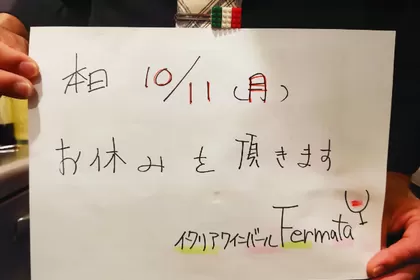 本日 10/11（月）
お休みを頂きます
イタリアワインバール Fermata